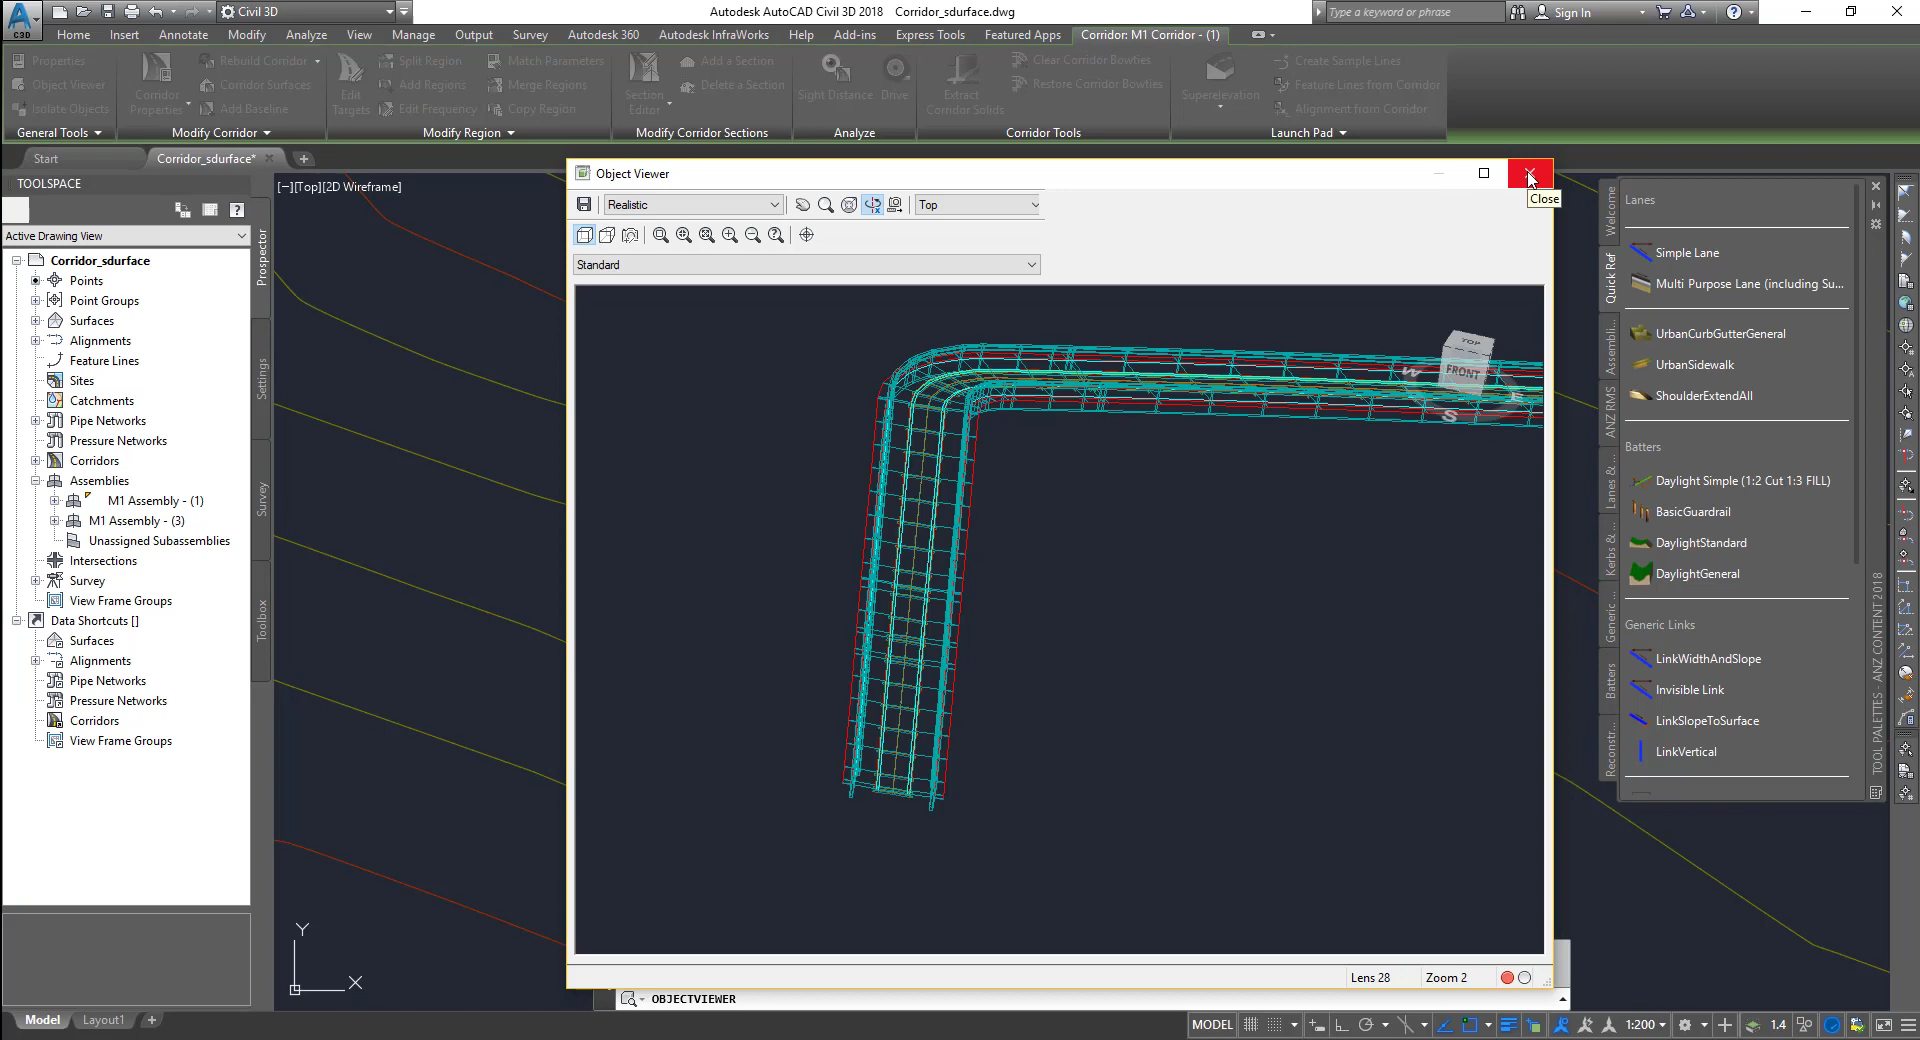 Civil 3D
Autodesk AutoCAD Civil 3D 2018 Corridor_sdurface.dwg
Type a keyword or phrase
Sign In
C3D
Home Insert Annotate Modify Analyze View Manage Output Survey Autodesk 360 Autodesk InfraWorks Help Add-ins Express Tools Featured Apps Corridor: M1 Corridor - (1)
Properties
Object Viewer
Isolate Objects
General Tools
Corridor
Properties
Rebuild Corridor
Corridor Surfaces
Add Baseline
Modify Corridor
Edit
Targets
Split Region
Add Regions
Edit Frequency
Match Parameters
Merge Regions
Copy Region
Modify Region
Section
Editor
Add a Section
Delete a Section
Modify Corridor Sections
Sight Distance
Drive
Analyze
Extract
Corridor Solids
Clear Corridor Bowties
Restore Corridor Bowties
Corridor Tools
Superelevation
Create Sample Lines
Feature Lines from Corridor
Alignment from Corridor
Launch Pad
Start
Corridor_sdurface*
TOOLSPACE
Active Drawing View
Corridor_sdurface
Points
Point Groups
Surfaces
Alignments
Feature Lines
Sites
Catchments
Pipe Networks
Pressure Networks
Corridors
Assemblies
M1 Assembly - (1)
M1 Assembly - (3)
Unassigned Subassemblies
Intersections
Survey
View Frame Groups
Data Shortcuts []
Surfaces
Alignments
Pipe Networks
Pressure Networks
Corridors
View Frame Groups
Prospector
Settings
Survey
Toolbox
[−][Top][2D Wireframe]
Y
X
Object Viewer
Close
Realistic
Top
Standard
TOP
FRONT
W
S
E
Lens 28
Zoom 2
OBJECTVIEWER
Welcome
Quick Ref
Assembli...
ANZ RMS
Lanes & ...
Kerbs & ...
Generic ...
Batters
Reconstr...
Lanes
Simple Lane
Multi Purpose Lane (including Su...
UrbanCurbGutterGeneral
UrbanSidewalk
ShoulderExtendAll
Batters
Daylight Simple (1:2 Cut 1:3 FILL)
BasicGuardrail
DaylightStandard
DaylightGeneral
Generic Links
LinkWidthAndSlope
Invisible Link
LinkSlopeToSurface
LinkVertical
TOOL PALETTES - ANZ CONTENT 2018
Model
Layout1
MODEL
1:200
1.4